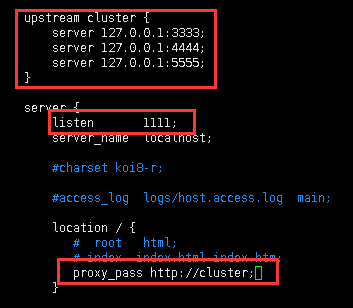 upstream cluster {
server 127.0.0.1:3333;
server 127.0.0.1:4444;
server 127.0.0.1:5555;
}
server {
listen 1111;
server_name localhost;
#charset koi8-r;
#access_log logs/host.access.log main;
location / {
# root html;
# index index.html index.htm;
proxy_pass http://cluster;
}